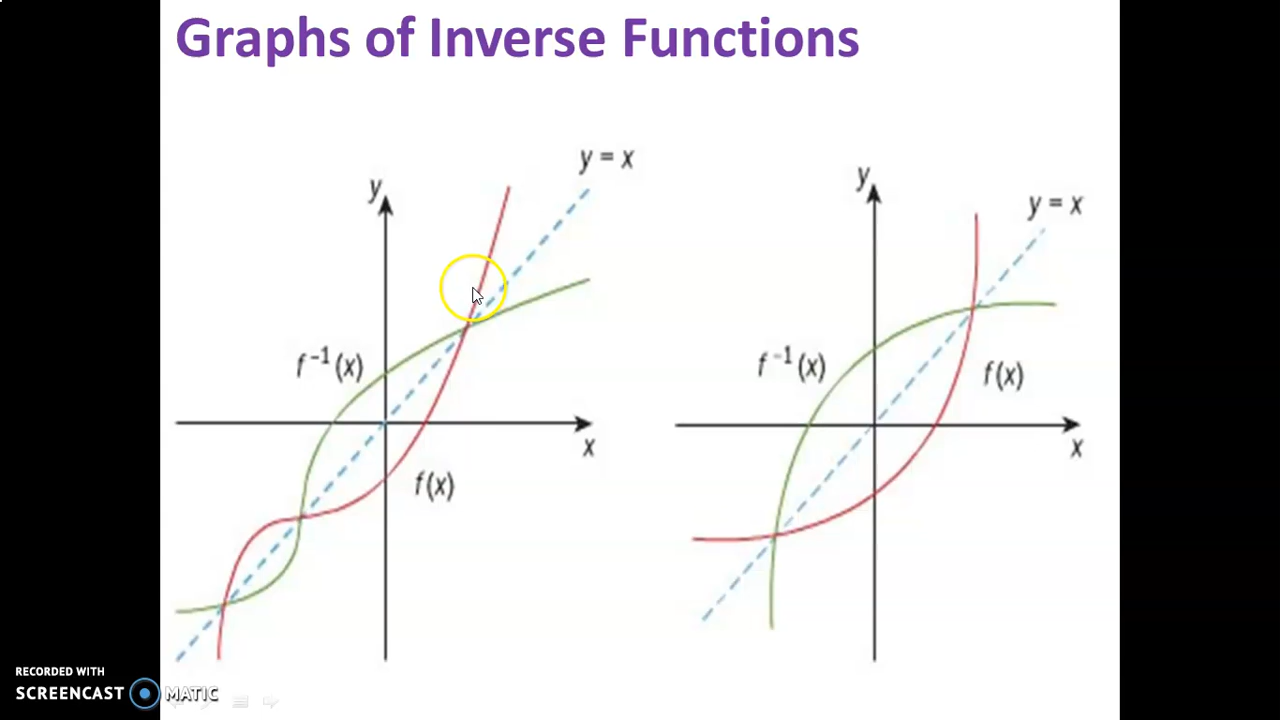 Graphs of Inverse Functions
y = x
y
f⁻¹(x)
x
f(x)
y = x
y
f⁻¹(x)
f(x)
x
RECORDED WITH
SCREENCAST MATIC